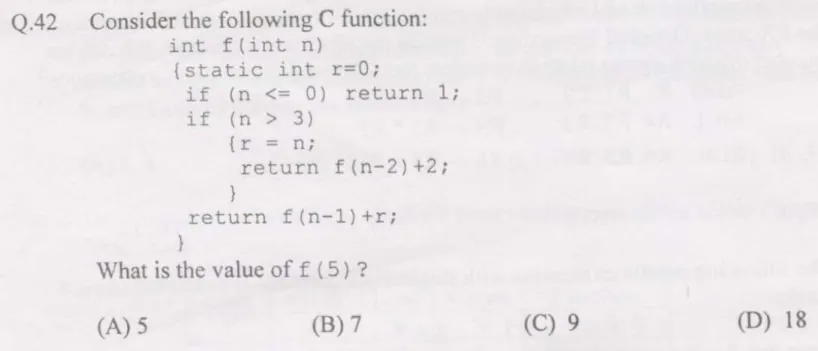 Q.42 Consider the following C function:
int f(int n)
{static int r=0;
if (n <= 0) return 1;
if (n > 3)
{r = n;
return f(n-2)+2;
}
return f(n-1)+r;
}
What is the value of f(5)?
(A) 5 (B) 7 (C) 9 (D) 18